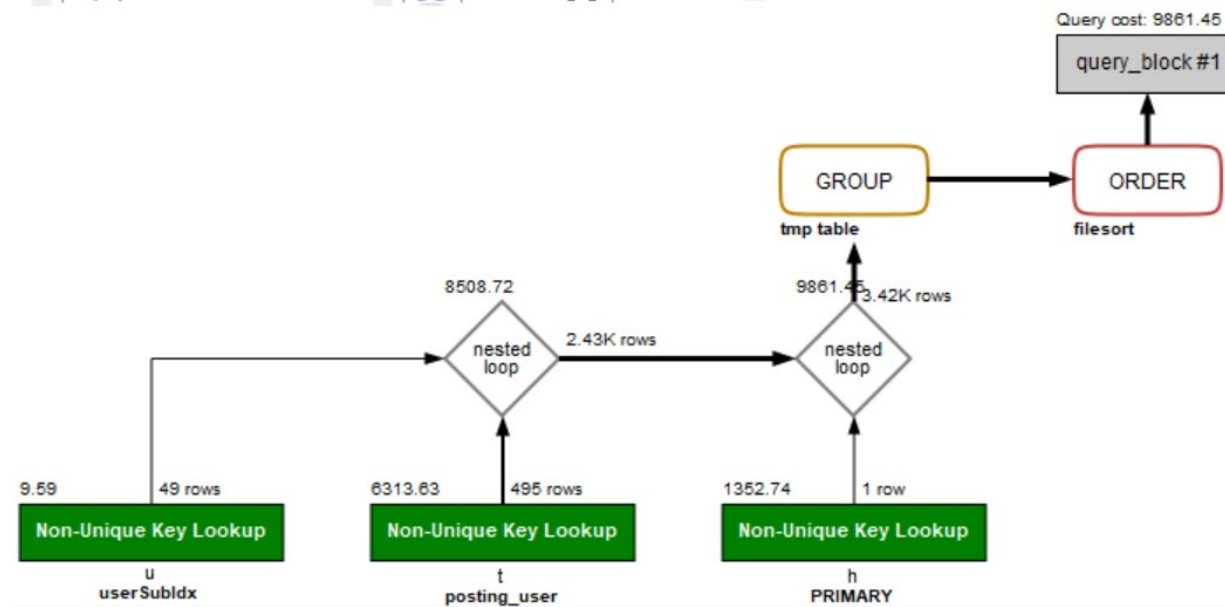 Query cost: 9861.45
query_block #1
GROUP
ORDER
tmp table
filesort
8508.72
9861.45
3.42K rows
nested
loop
2.43K rows
nested
loop
9.59
49 rows
6313.63
495 rows
1352.74
1 row
Non-Unique Key Lookup
Non-Unique Key Lookup
Non-Unique Key Lookup
u
t
h
userSubIdx
posting_user
PRIMARY